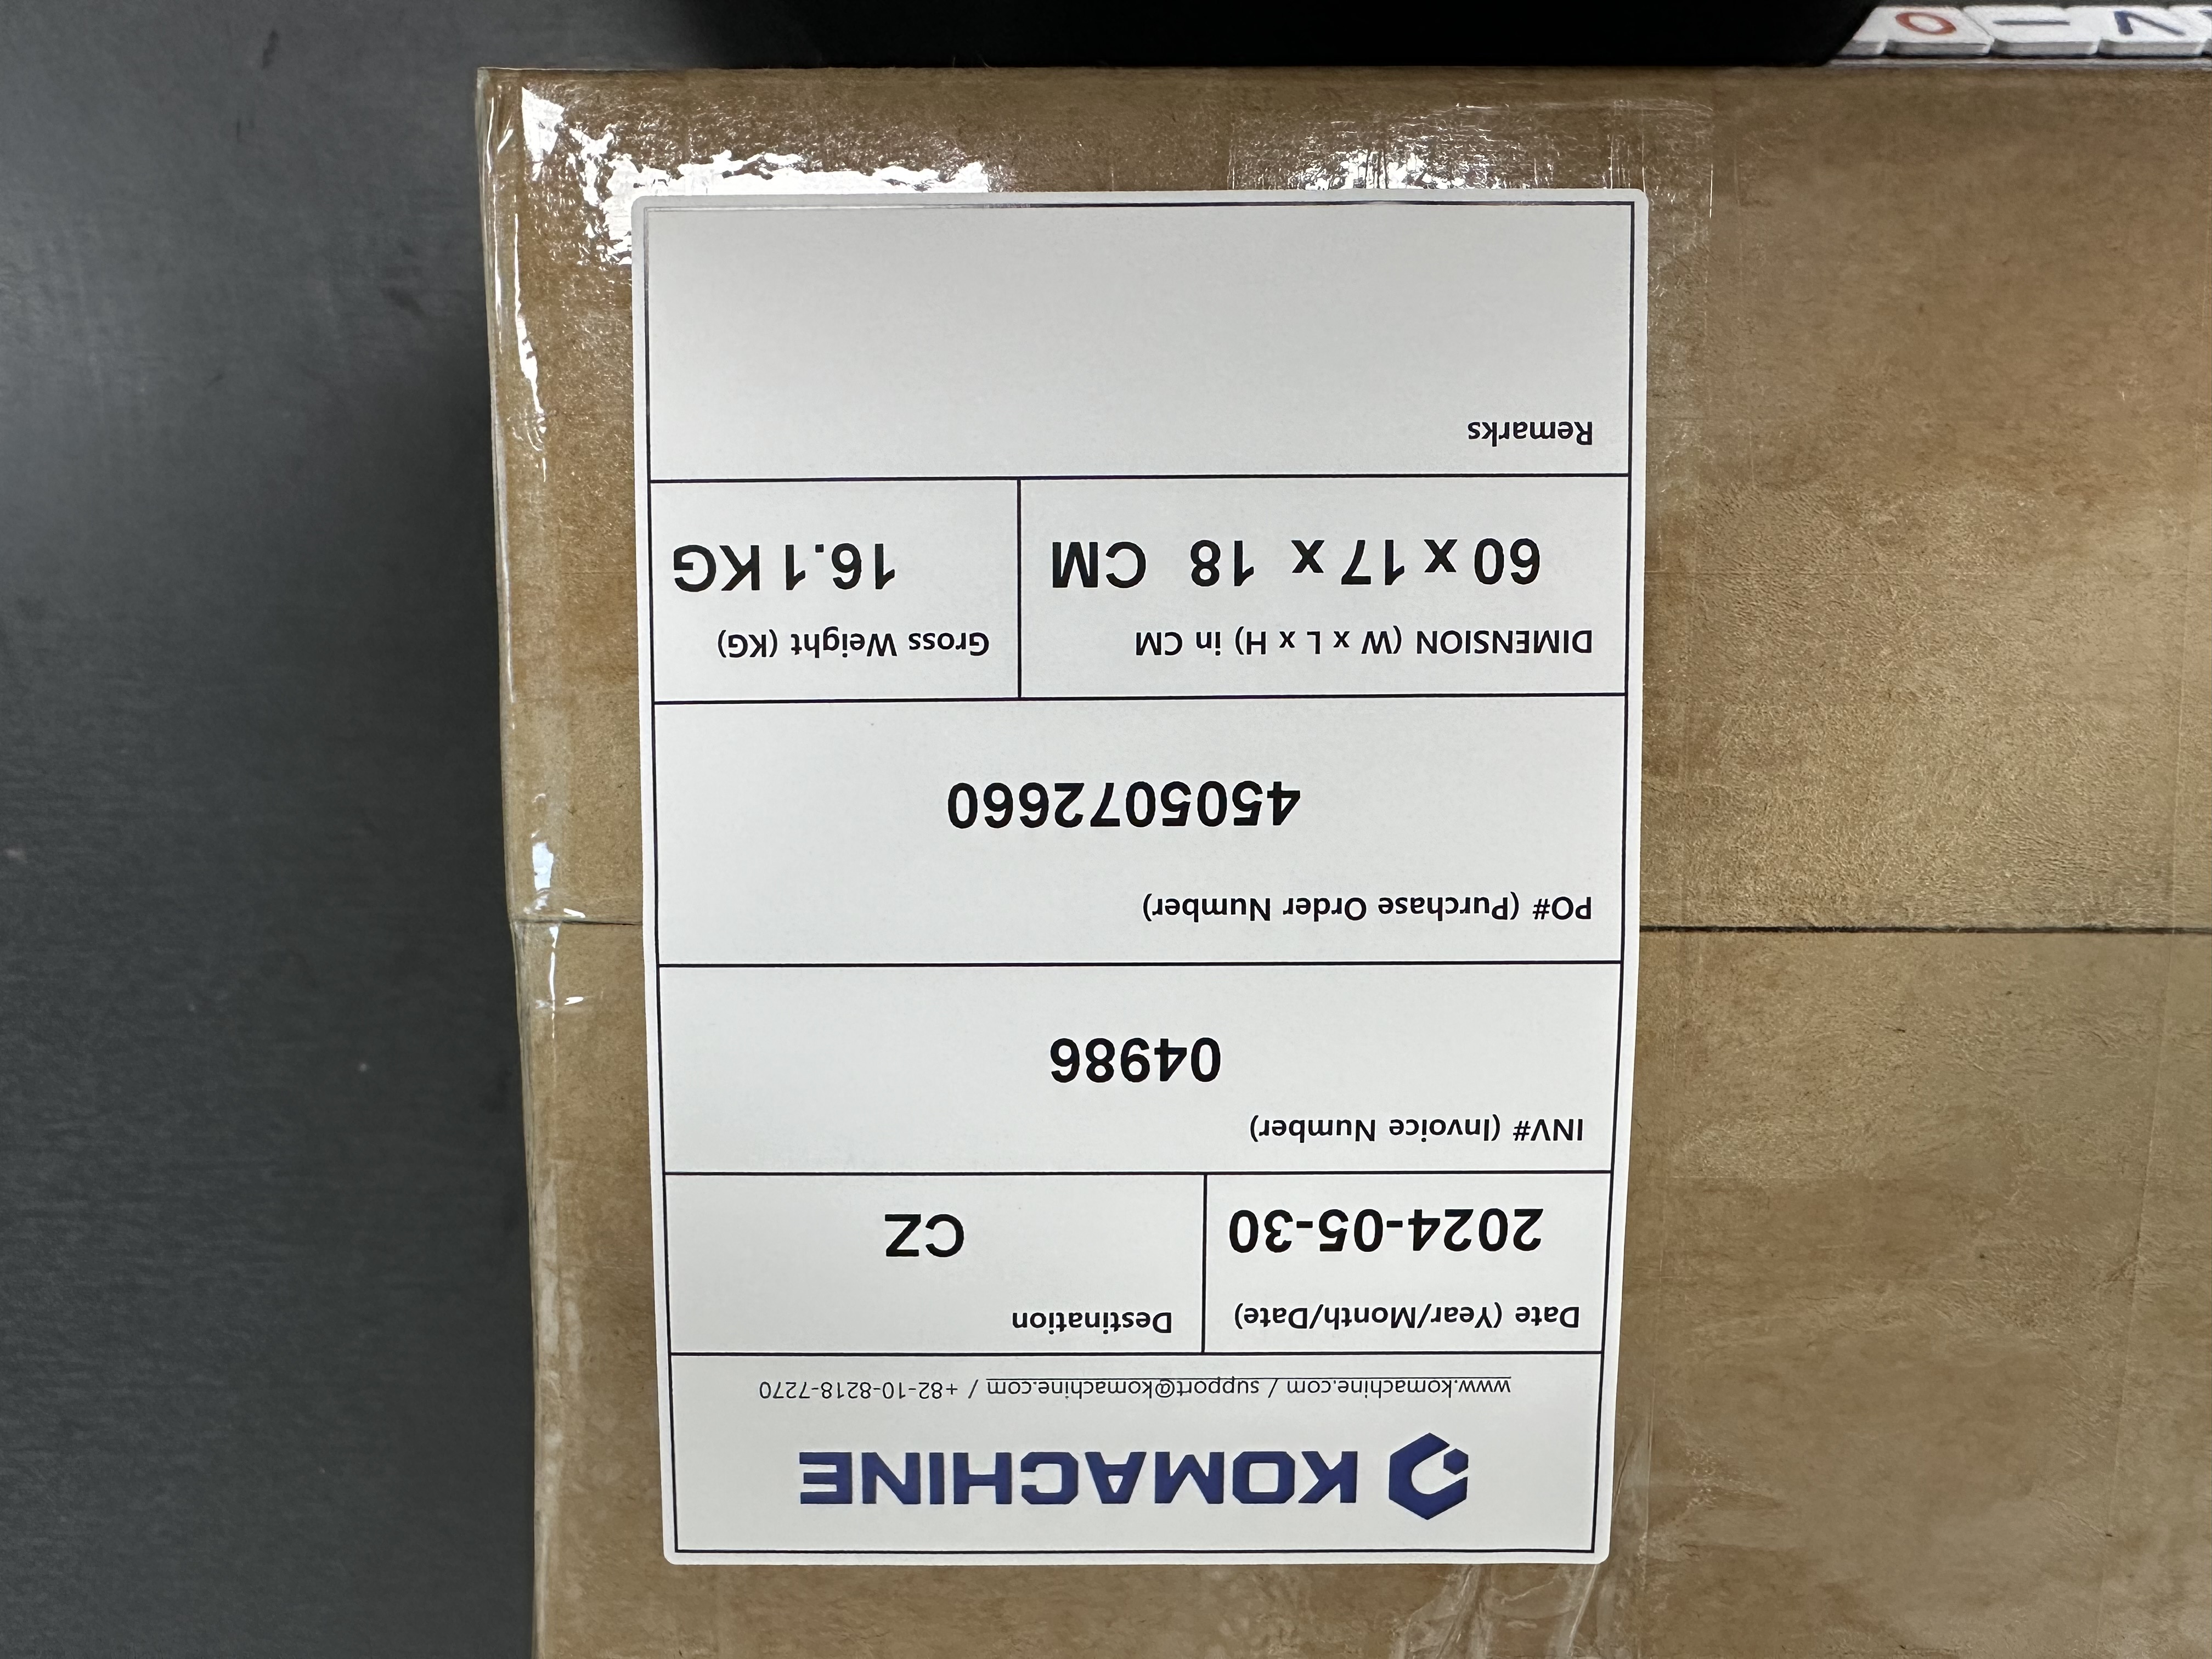 KOMACHINE
www.komachine.com / support@komachine.com / +82-10-8218-7270
Date (Year/Month/Date)
2024-05-30
Destination
CZ
INV# (Invoice Number)
04986
PO# (Purchase Order Number)
4505072660
DIMENSION (W x L x H) in CM
60 x 17 x 18 CM
Gross Weight (KG)
16.1 KG
Remarks